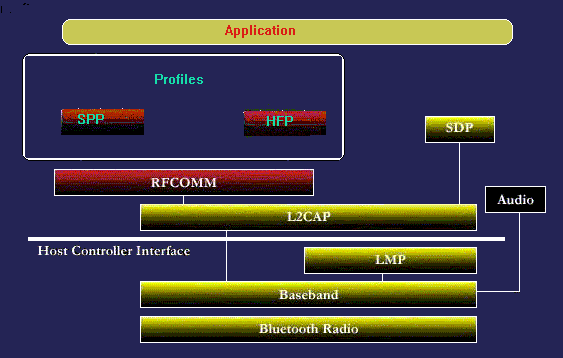 Application
Profiles
SPP
HFP
SDP
RFCOMM
Audio
L2CAP
Host Controller Interface
LMP
Baseband
Bluetooth Radio